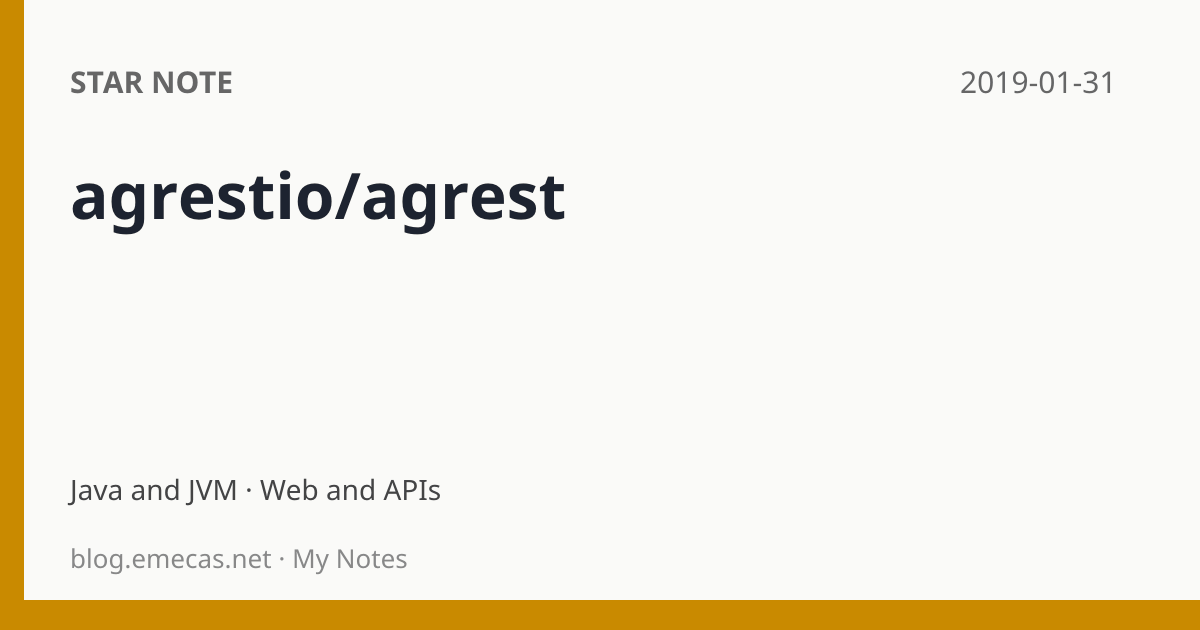 STAR NOTE
2019-01-31
agrestio/agrest
Java and JVM · Web and APIs
blog.emecas.net · My Notes